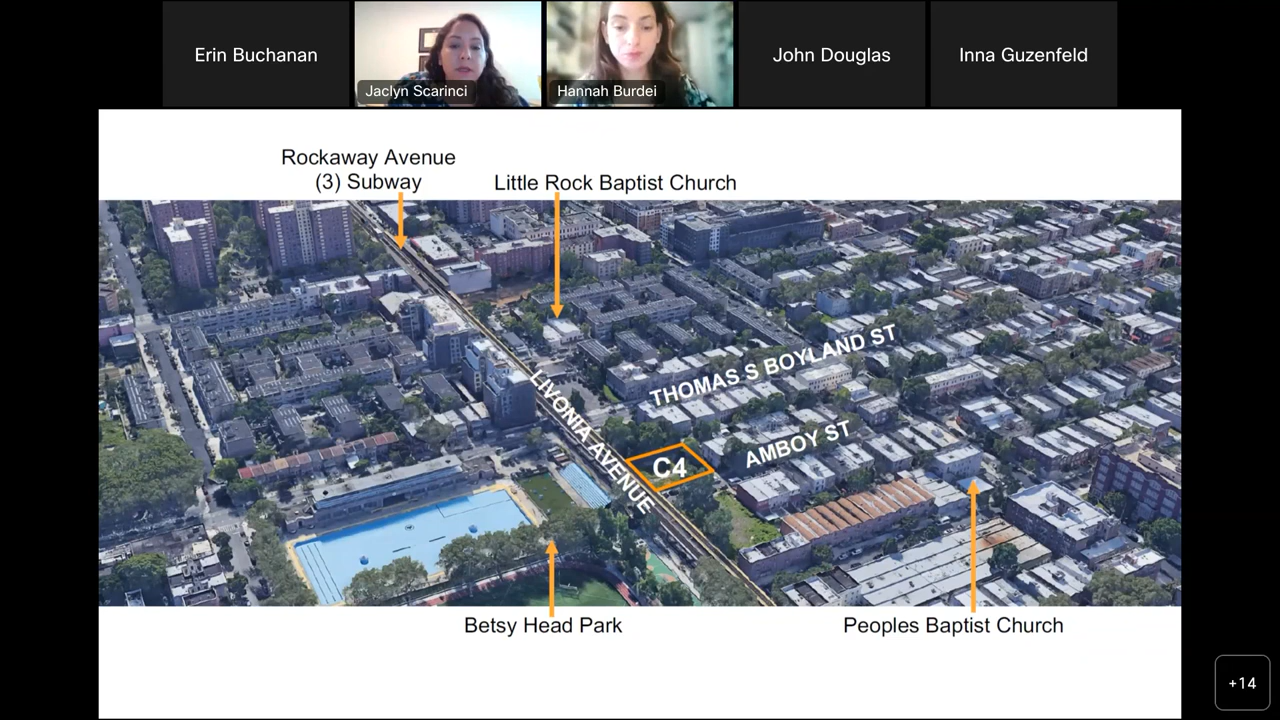 Erin Buchanan
Jaclyn Scarinci
Hannah Burdei
John Douglas
Inna Guzenfeld
Rockaway Avenue
(3) Subway
Little Rock Baptist Church
THOMAS S BOYLAND ST
LIVONIA AVENUE
AMBOY ST
C4
Betsy Head Park
Peoples Baptist Church
+14